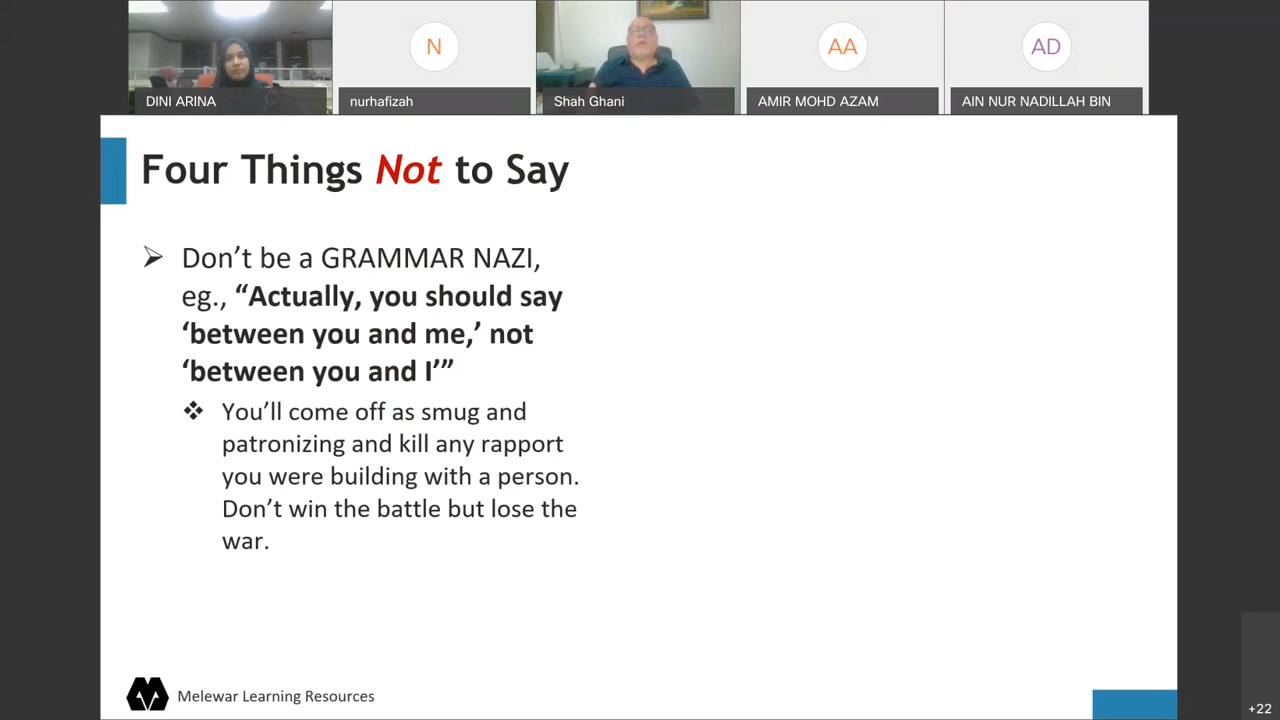 N
AA
AD
DINI ARINA
nurhafizah
Shah Ghani
AMIR MOHD AZAM
AIN NUR NADILLAH BIN
Four Things Not to Say
➢ Don’t be a GRAMMAR NAZI,
eg., “Actually, you should say
‘between you and me,’ not
‘between you and I’”
❖ You’ll come off as smug and
patronizing and kill any rapport
you were building with a person.
Don’t win the battle but lose the
war.
Melewar Learning Resources
+22